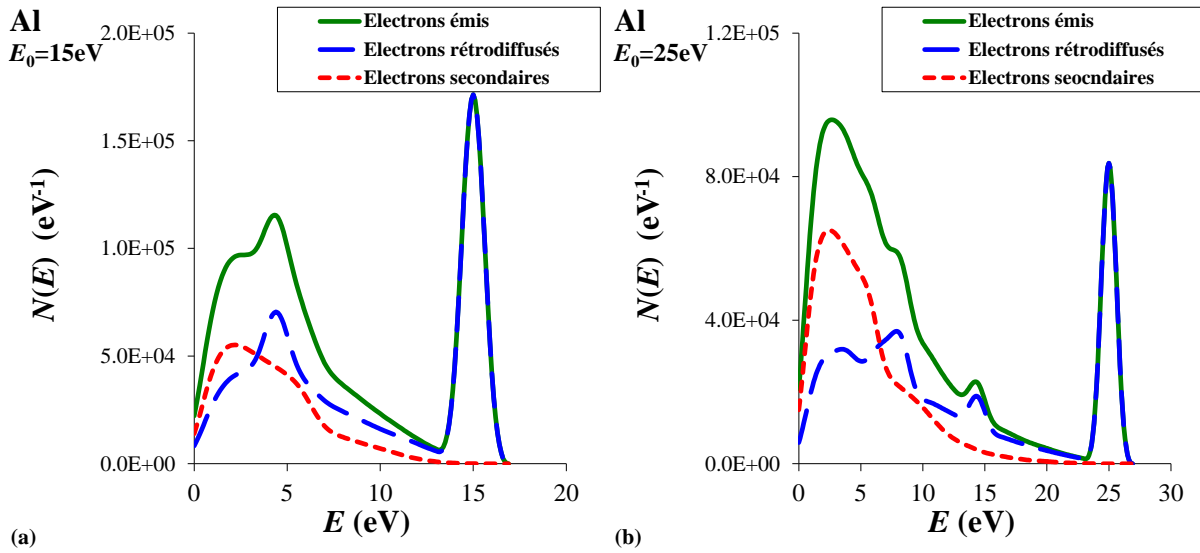 Al
E0=15eV
Electrons émis
Electrons rétrodiffusés
Electrons secondaires
2.0E+05
1.5E+05
1.0E+05
5.0E+04
0.0E+00
N(E) (eV-1)
0 5 10 15 20
E (eV)
(a)
Al
E0=25eV
Electrons émis
Electrons rétrodiffusés
Electrons seocndaires
1.2E+05
8.0E+04
4.0E+04
0.0E+00
N(E) (eV-1)
0 5 10 15 20 25 30
E (eV)
(b)